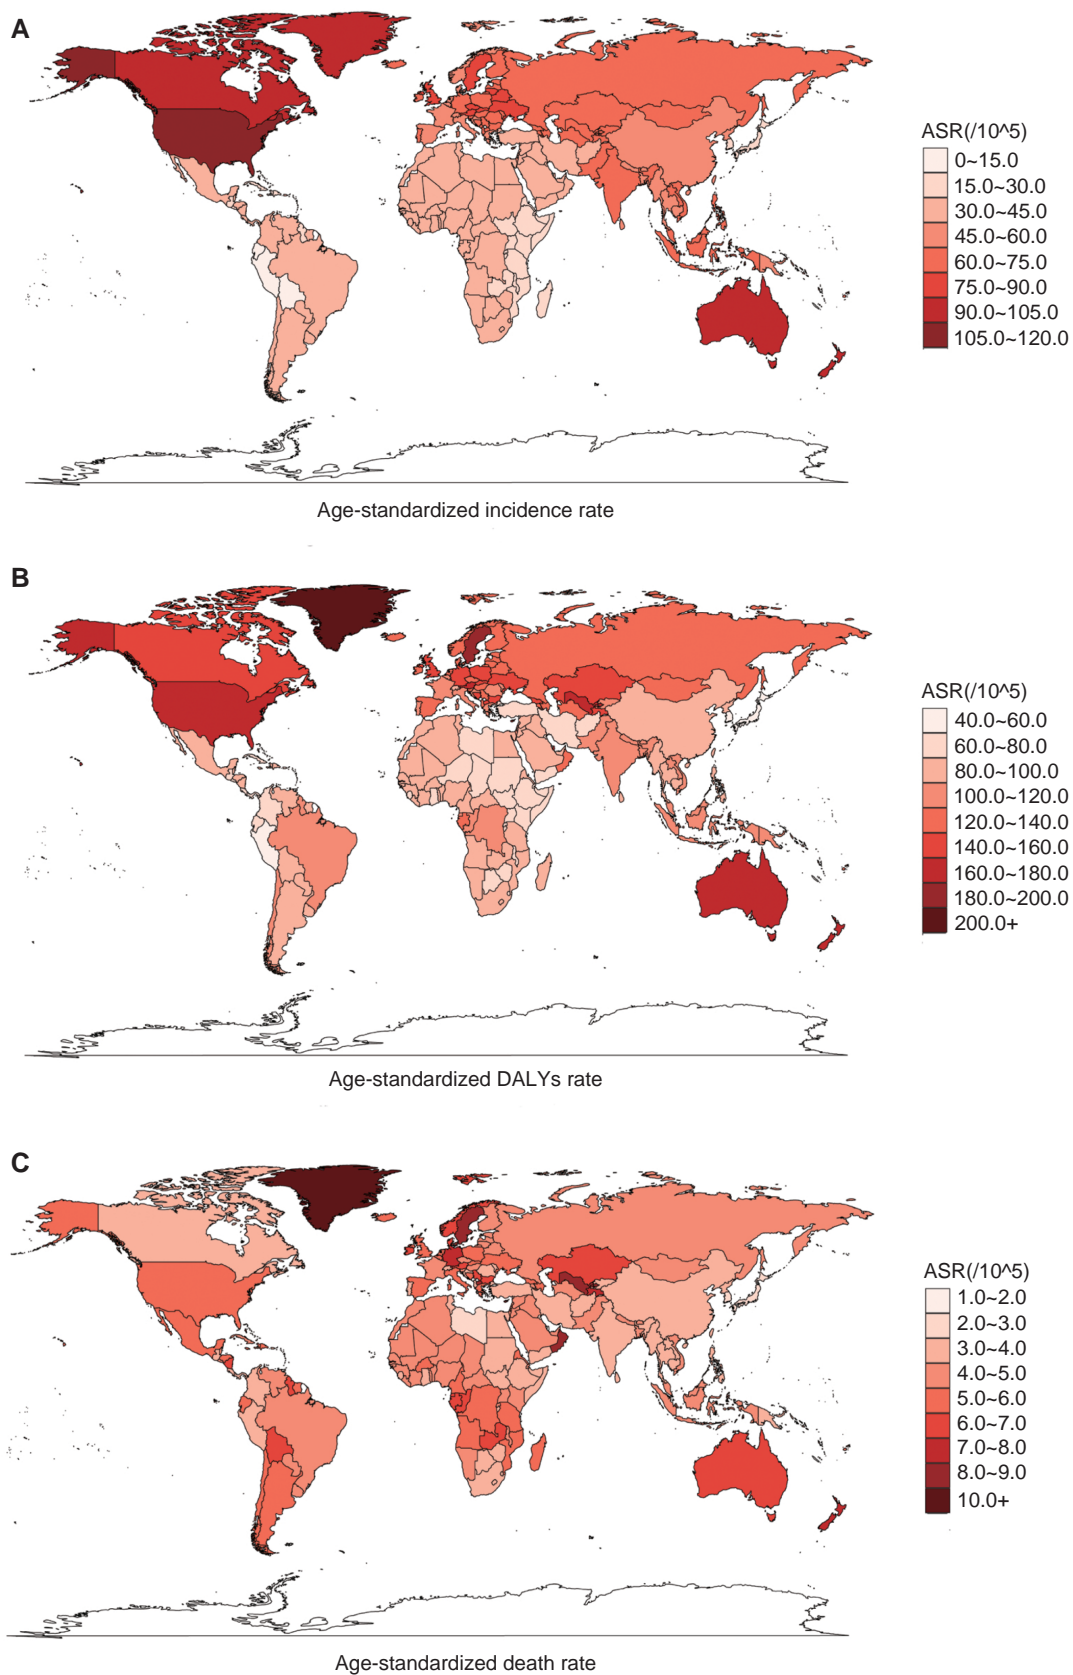 A
ASR(/10^5)
0~15.0
15.0~30.0
30.0~45.0
45.0~60.0
60.0~75.0
75.0~90.0
90.0~105.0
105.0~120.0
Age-standardized incidence rate
B
ASR(/10^5)
40.0~60.0
60.0~80.0
80.0~100.0
100.0~120.0
120.0~140.0
140.0~160.0
160.0~180.0
180.0~200.0
200.0+
Age-standardized DALYs rate
C
ASR(/10^5)
1.0~2.0
2.0~3.0
3.0~4.0
4.0~5.0
5.0~6.0
6.0~7.0
7.0~8.0
8.0~9.0
10.0+
Age-standardized death rate